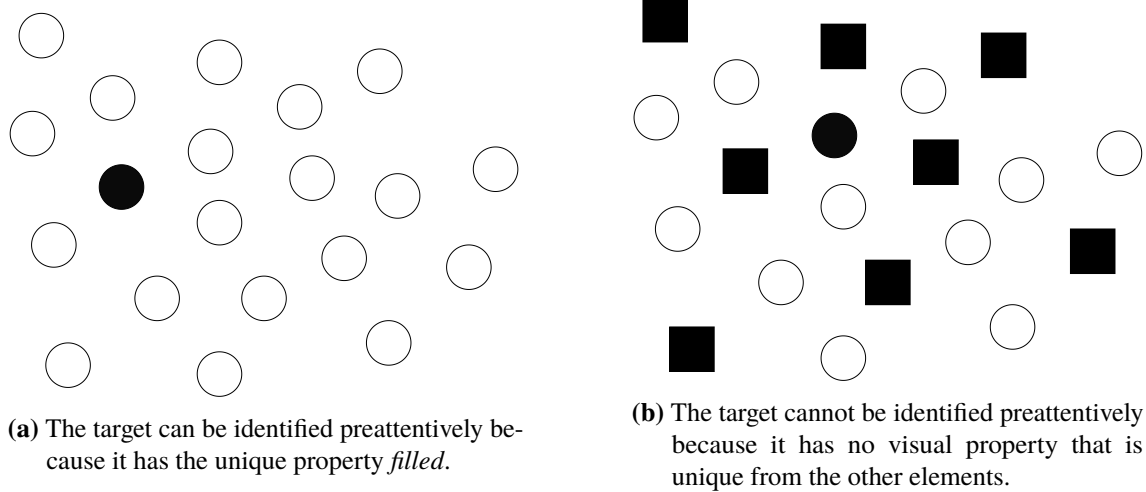 (a) The target can be identified preattentively be-
cause it has the unique property filled.
(b) The target cannot be identified preattentively
because it has no visual property that is
unique from the other elements.